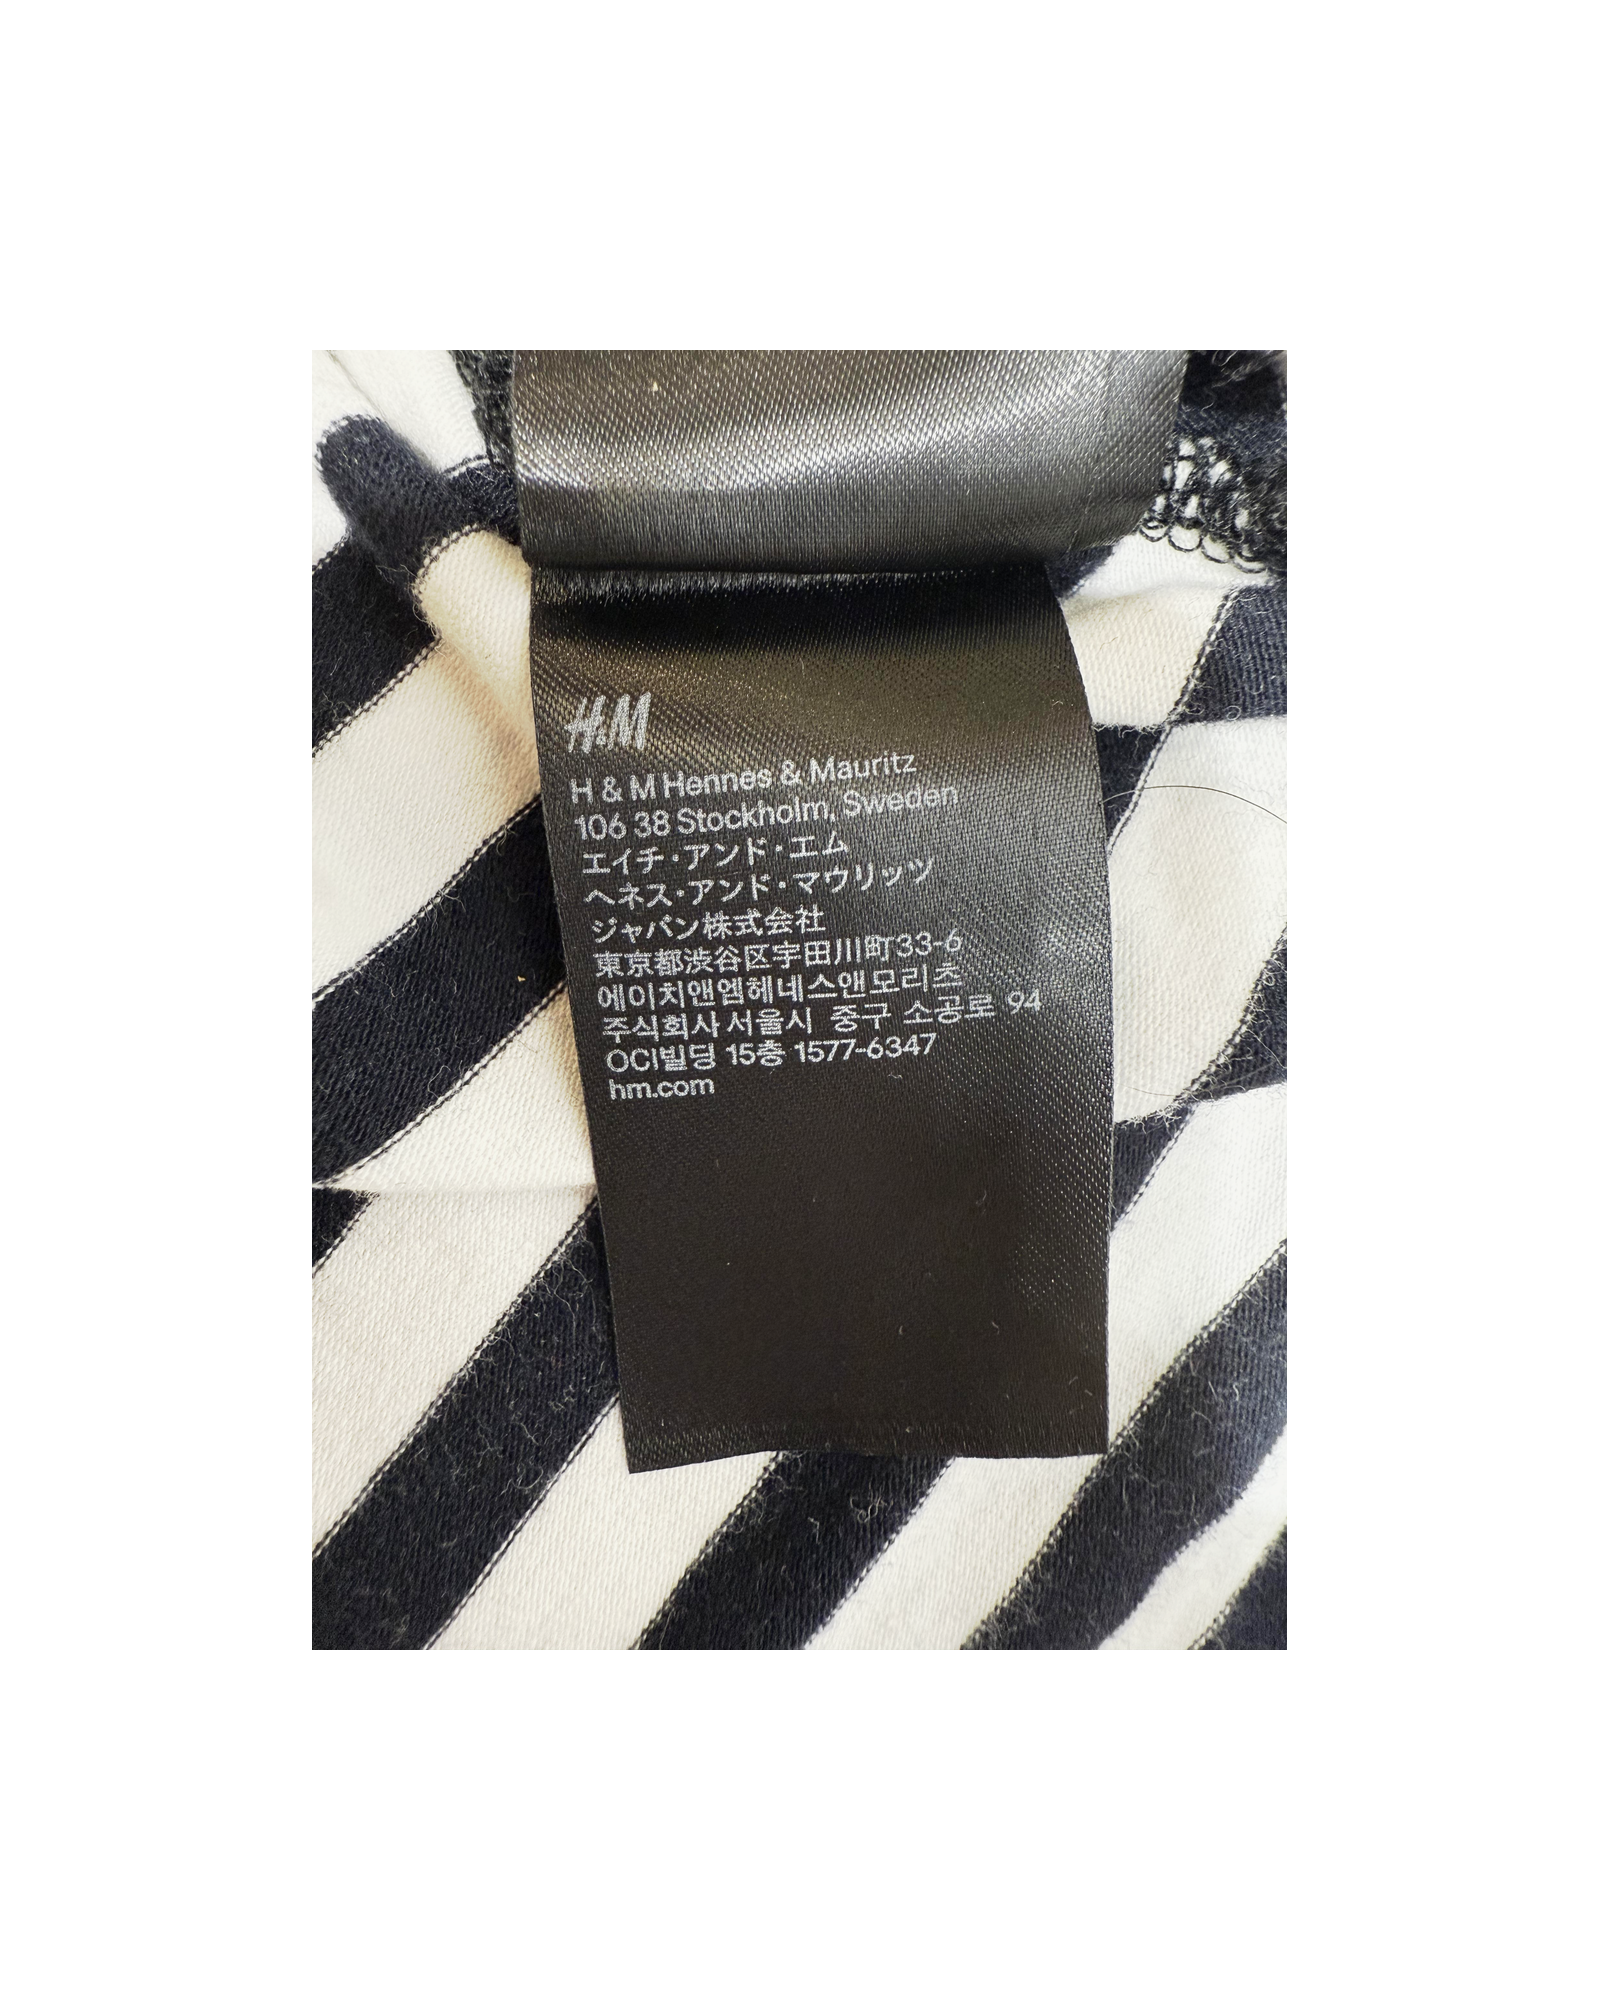 H&M
H & M Hennes & Mauritz
106 38 Stockholm, Sweden
エイチ・アンド・エム
ヘネス・アンド・マウリッツ
ジャパン株式会社
東京都渋谷区宇田川町33-6
에이치앤엠헤네스앤모리츠
주식회사 서울시 중구 소공로 94
OCI빌딩 15층 1577-6347
hm.com